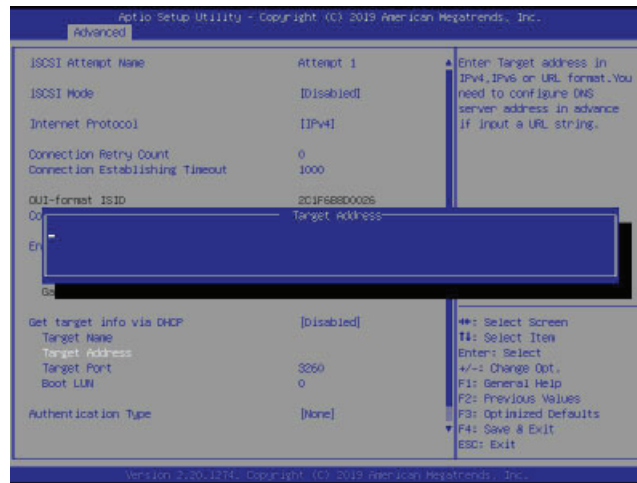 Aptio Setup Utility - Copyright (C) 2019 American Megatrends, Inc.
Advanced
iSCSI Attempt Name Attempt 1
iSCSI Mode [Disabled]
Internet Protocol [IPv4]
Connection Retry Count 0
Connection Establishing Timeout 1000
OUI-format ISID 2C1F6B8D0026
Co
Target Address
En
Ga
Get target info via DHCP [Disabled]
Target Name
Target Address
Target Port 3260
Boot LUN 0
Authentication Type [None]
Enter Target address in
IPv4,IPv6 or URL format.You
need to configure DNS
server address in advance
if input a URL string.
↔: Select Screen
↑↓: Select Item
Enter: Select
+/-: Change Opt.
F1: General Help
F2: Previous Values
F3: Optimized Defaults
F4: Save & Exit
ESC: Exit
Version 2.20.1274. Copyright (C) 2019 American Megatrends, Inc.